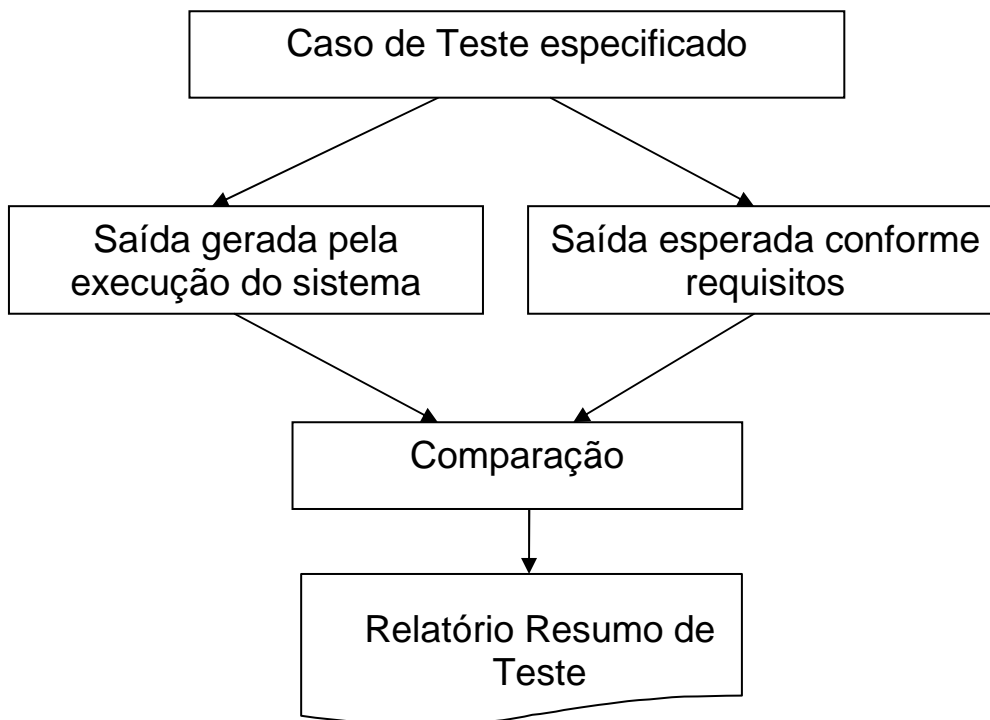 Caso de Teste especificado
Saída gerada pela
execução do sistema
Saída esperada conforme
requisitos
Comparação
Relatório Resumo de
Teste